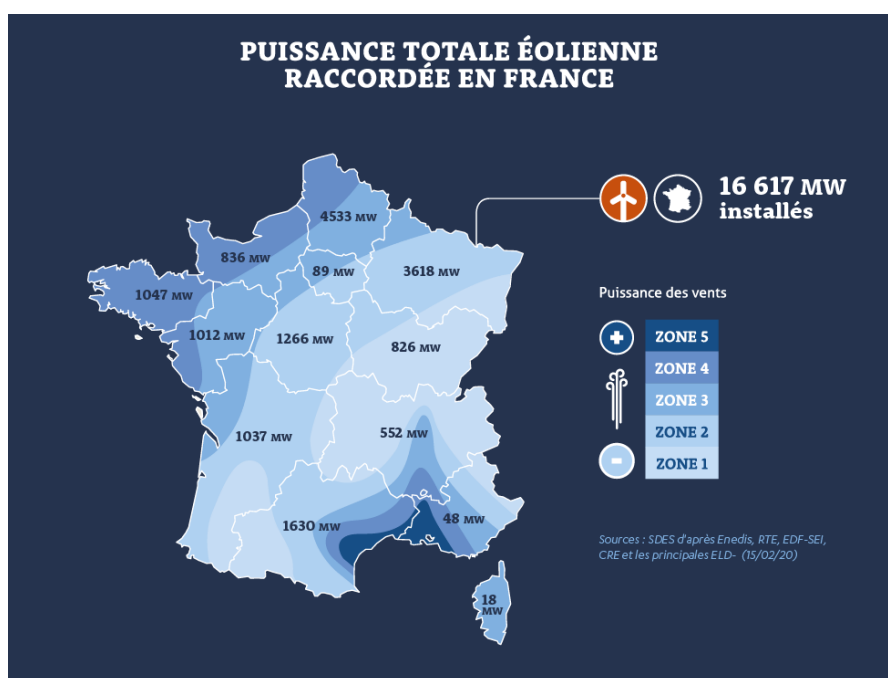 PUISSANCE TOTALE ÉOLIENNE
RACCORDÉE EN FRANCE
16 617 MW
installés
4533 MW
836 MW
89 MW
3618 MW
1047 MW
1012 MW
1266 MW
826 MW
1037 MW
552 MW
1630 MW
48 MW
18
MW
Puissance des vents
ZONE 5
ZONE 4
ZONE 3
ZONE 2
ZONE 1
Sources : SDES d'après Enedis, RTE, EDF-SEI,
CRE et les principales ELD- (15/02/20)